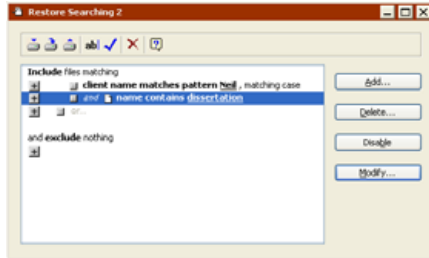 Restore Searching 2
ab|
Include files matching
client name matches pattern Neil , matching case
and name contains dissertation
or...
and exclude nothing
Add...
Delete...
Disable
Modify...